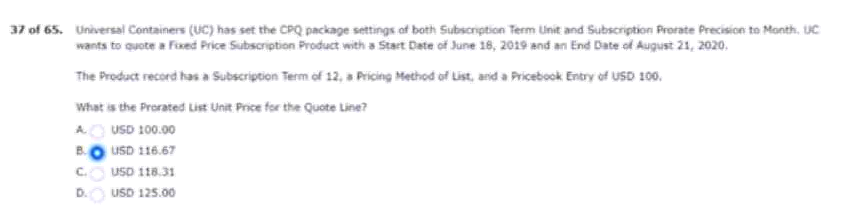 37 of 65. Universal Containers (UC) has set the CPQ package settings of both Subscription Term Unit and Subscription Prorate Precision to Month. UC
wants to quote a Fixed Price Subscription Product with a Start Date of June 18, 2019 and an End Date of August 21, 2020.
The Product record has a Subscription Term of 12, a Pricing Method of List, and a Pricebook Entry of USD 100.
What is the Prorated List Unit Price for the Quote Line?
A. USD 100.00
B. USD 116.67
C. USD 118.31
D. USD 125.00